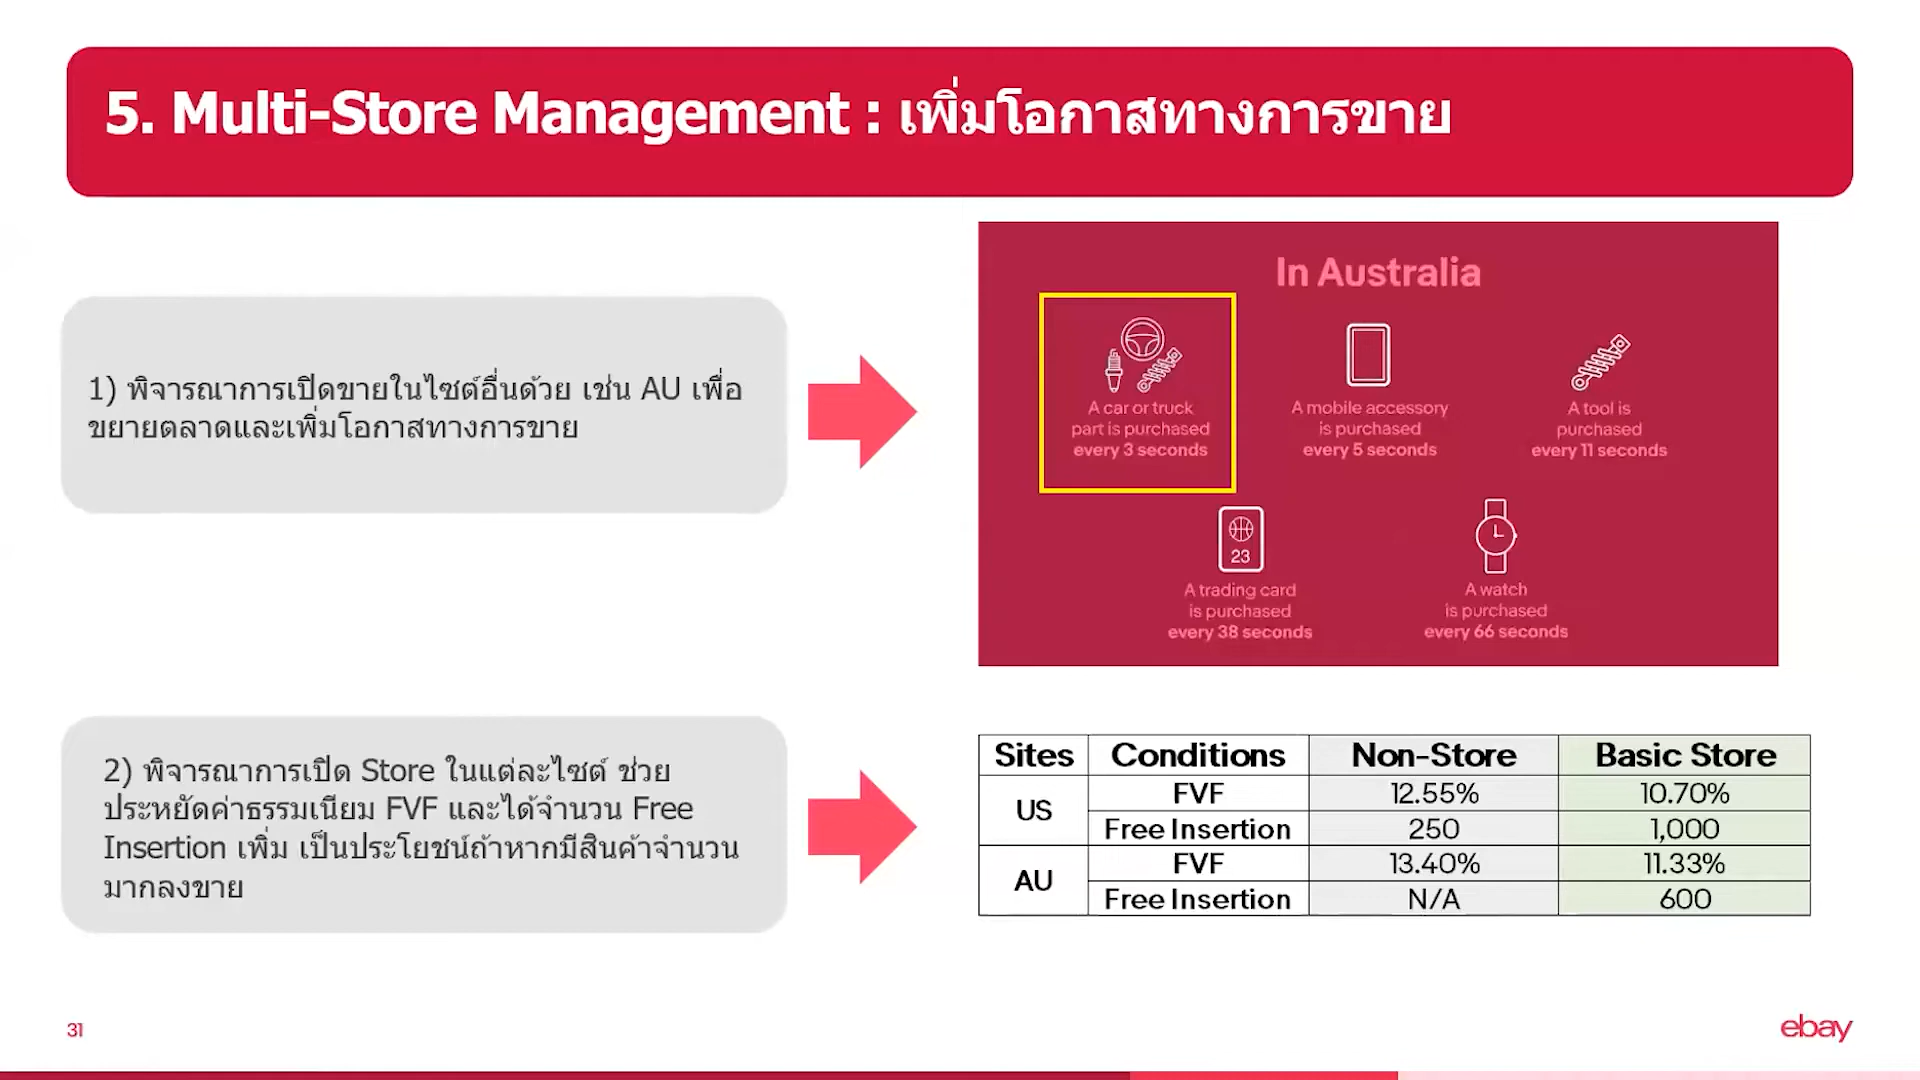 5. Multi-Store Management : เพิ่มโอกาสทางการขาย
1) พิจารณาการเปิดขายในไซต์อื่นด้วย เช่น AU เพื่อ
ขยายตลาดและเพิ่มโอกาสทางการขาย
In Australia
A car or truck
part is purchased
every 3 seconds
A mobile accessory
is purchased
every 5 seconds
A tool is
purchased
every 11 seconds
23
A trading card
is purchased
every 38 seconds
A watch
is purchased
every 66 seconds
2) พิจารณาการเปิด Store ในแต่ละไซต์ ช่วย
ประหยัดค่าธรรมเนียม FVF และได้จำนวน Free
Insertion เพิ่ม เป็นประโยชน์ถ้าหากมีสินค้าจำนวน
มากลงขาย
Sites Conditions Non-Store Basic Store
US FVF 12.55% 10.70%
Free Insertion 250 1,000
AU FVF 13.40% 11.33%
Free Insertion N/A 600
31
ebay